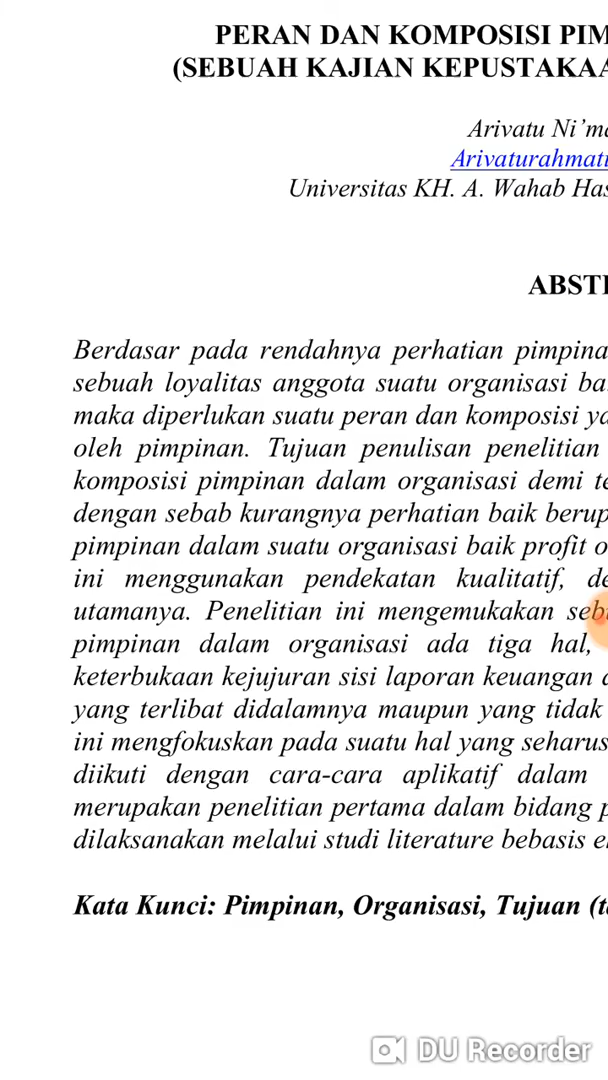 PERAN DAN KOMPOSISI PIM
(SEBUAH KAJIAN KEPUSTAKAA
Arivatu Ni'ma
Arivaturahmati
Universitas KH. A. Wahab Has
ABSTR
Berdasar pada rendahnya perhatian pimpina
sebuah loyalitas anggota suatu organisasi bai
maka diperlukan suatu peran dan komposisi ya
oleh pimpinan. Tujuan penulisan penelitian
komposisi pimpinan dalam organisasi demi te
dengan sebab kurangnya perhatian baik berup
pimpinan dalam suatu organisasi baik profit o
ini menggunakan pendekatan kualitatif, de
utamanya. Penelitian ini mengemukakan seb
pimpinan dalam organisasi ada tiga hal,
keterbukaan kejujuran sisi laporan keuangan
yang terlibat didalamnya maupun yang tidak
ini mengfokuskan pada suatu hal yang seharus
diikuti dengan cara-cara aplikatif dalam
merupakan penelitian pertama dalam bidang p
dilaksanakan melalui studi literature bebasis el
Kata Kunci: Pimpinan, Organisasi, Tujuan (ta
DU Recorder